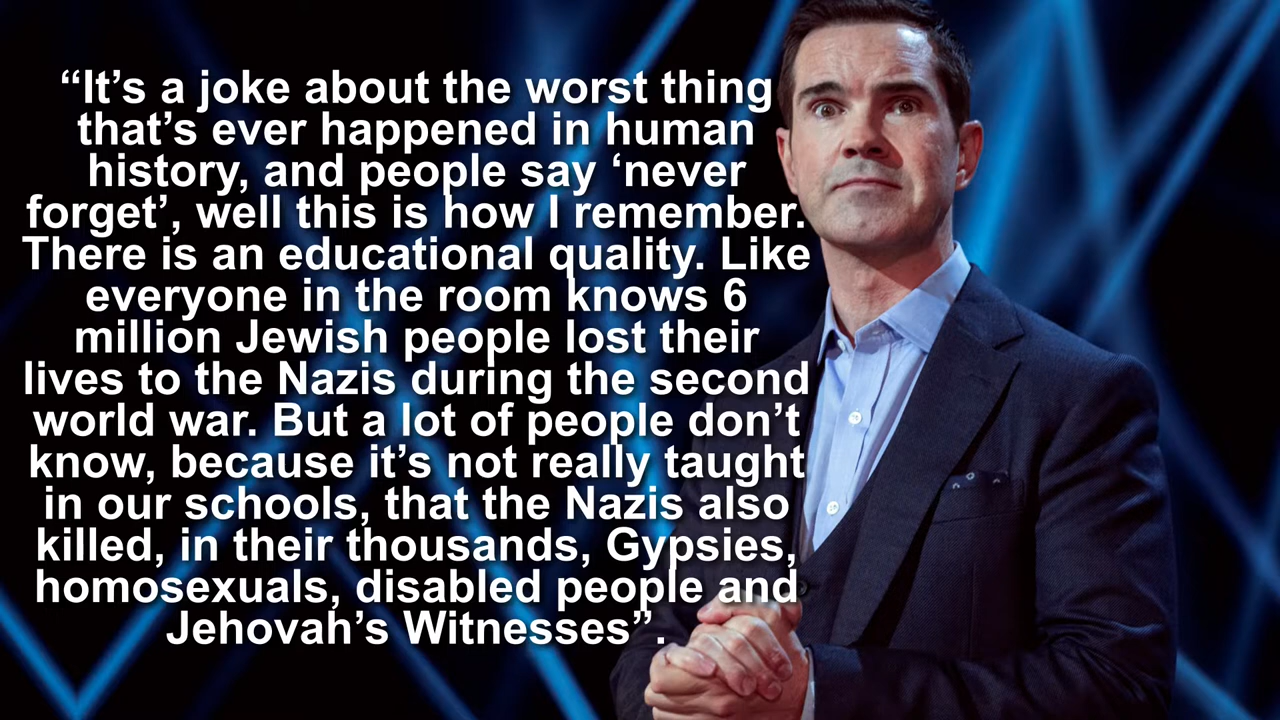 “It’s a joke about the worst thing
that’s ever happened in human
history, and people say ‘never
forget’, well this is how I remember.
There is an educational quality. Like
everyone in the room knows 6
million Jewish people lost their
lives to the Nazis during the second
world war. But a lot of people don’t
know, because it’s not really taught
in our schools, that the Nazis also
killed, in their thousands, Gypsies,
homosexuals, disabled people and
Jehovah’s Witnesses”.